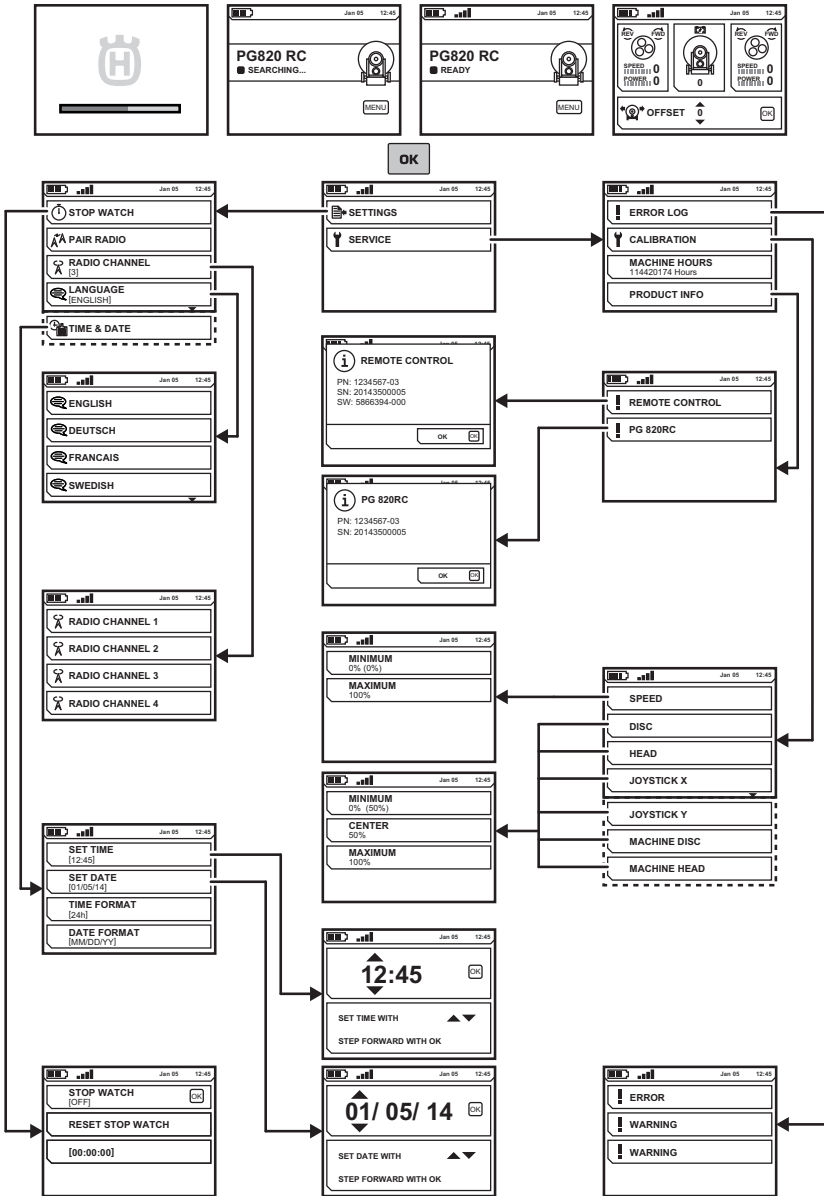 H
Jan 05 12:45
PG820 RC
SEARCHING...
MENU
Jan 05 12:45
PG820 RC
READY
MENU
Jan 05 12:45
REV FWD
SPEED 0
POWER 0
0
REV FWD
SPEED 0
POWER 0
OFFSET 0 OK
OK
Jan 05 12:45
STOP WATCH
PAIR RADIO
RADIO CHANNEL
[3]
LANGUAGE
[ENGLISH]
TIME & DATE
Jan 05 12:45
SETTINGS
SERVICE
Jan 05 12:45
ERROR LOG
CALIBRATION
MACHINE HOURS
114420174 Hours
PRODUCT INFO
Jan 05 12:45
ENGLISH
DEUTSCH
FRANCAIS
SWEDISH
REMOTE CONTROL
PN: 1234567-03
SN: 20143500005
SW: 5866394-000
OK OK
Jan 05 12:45
REMOTE CONTROL
PG 820RC
PG 820RC
PN: 1234567-03
SN: 20143500005
OK OK
Jan 05 12:45
RADIO CHANNEL 1
RADIO CHANNEL 2
RADIO CHANNEL 3
RADIO CHANNEL 4
Jan 05 12:45
MINIMUM
0% (0%)
MAXIMUM
100%
Jan 05 12:45
SPEED
DISC
HEAD
JOYSTICK X
JOYSTICK Y
MACHINE DISC
MACHINE HEAD
Jan 05 12:45
MINIMUM
0% (50%)
CENTER
50%
MAXIMUM
100%
Jan 05 12:45
SET TIME
[12:45]
SET DATE
[01/05/14]
TIME FORMAT
[24h]
DATE FORMAT
[MM/DD/YY]
Jan 05 12:45
12:45 OK
SET TIME WITH
STEP FORWARD WITH OK
Jan 05 12:45
STOP WATCH
[OFF]
OK
RESET STOP WATCH
[00:00:00]
Jan 05 12:45
01/ 05/ 14 OK
SET DATE WITH
STEP FORWARD WITH OK
Jan 05 12:45
ERROR
WARNING
WARNING